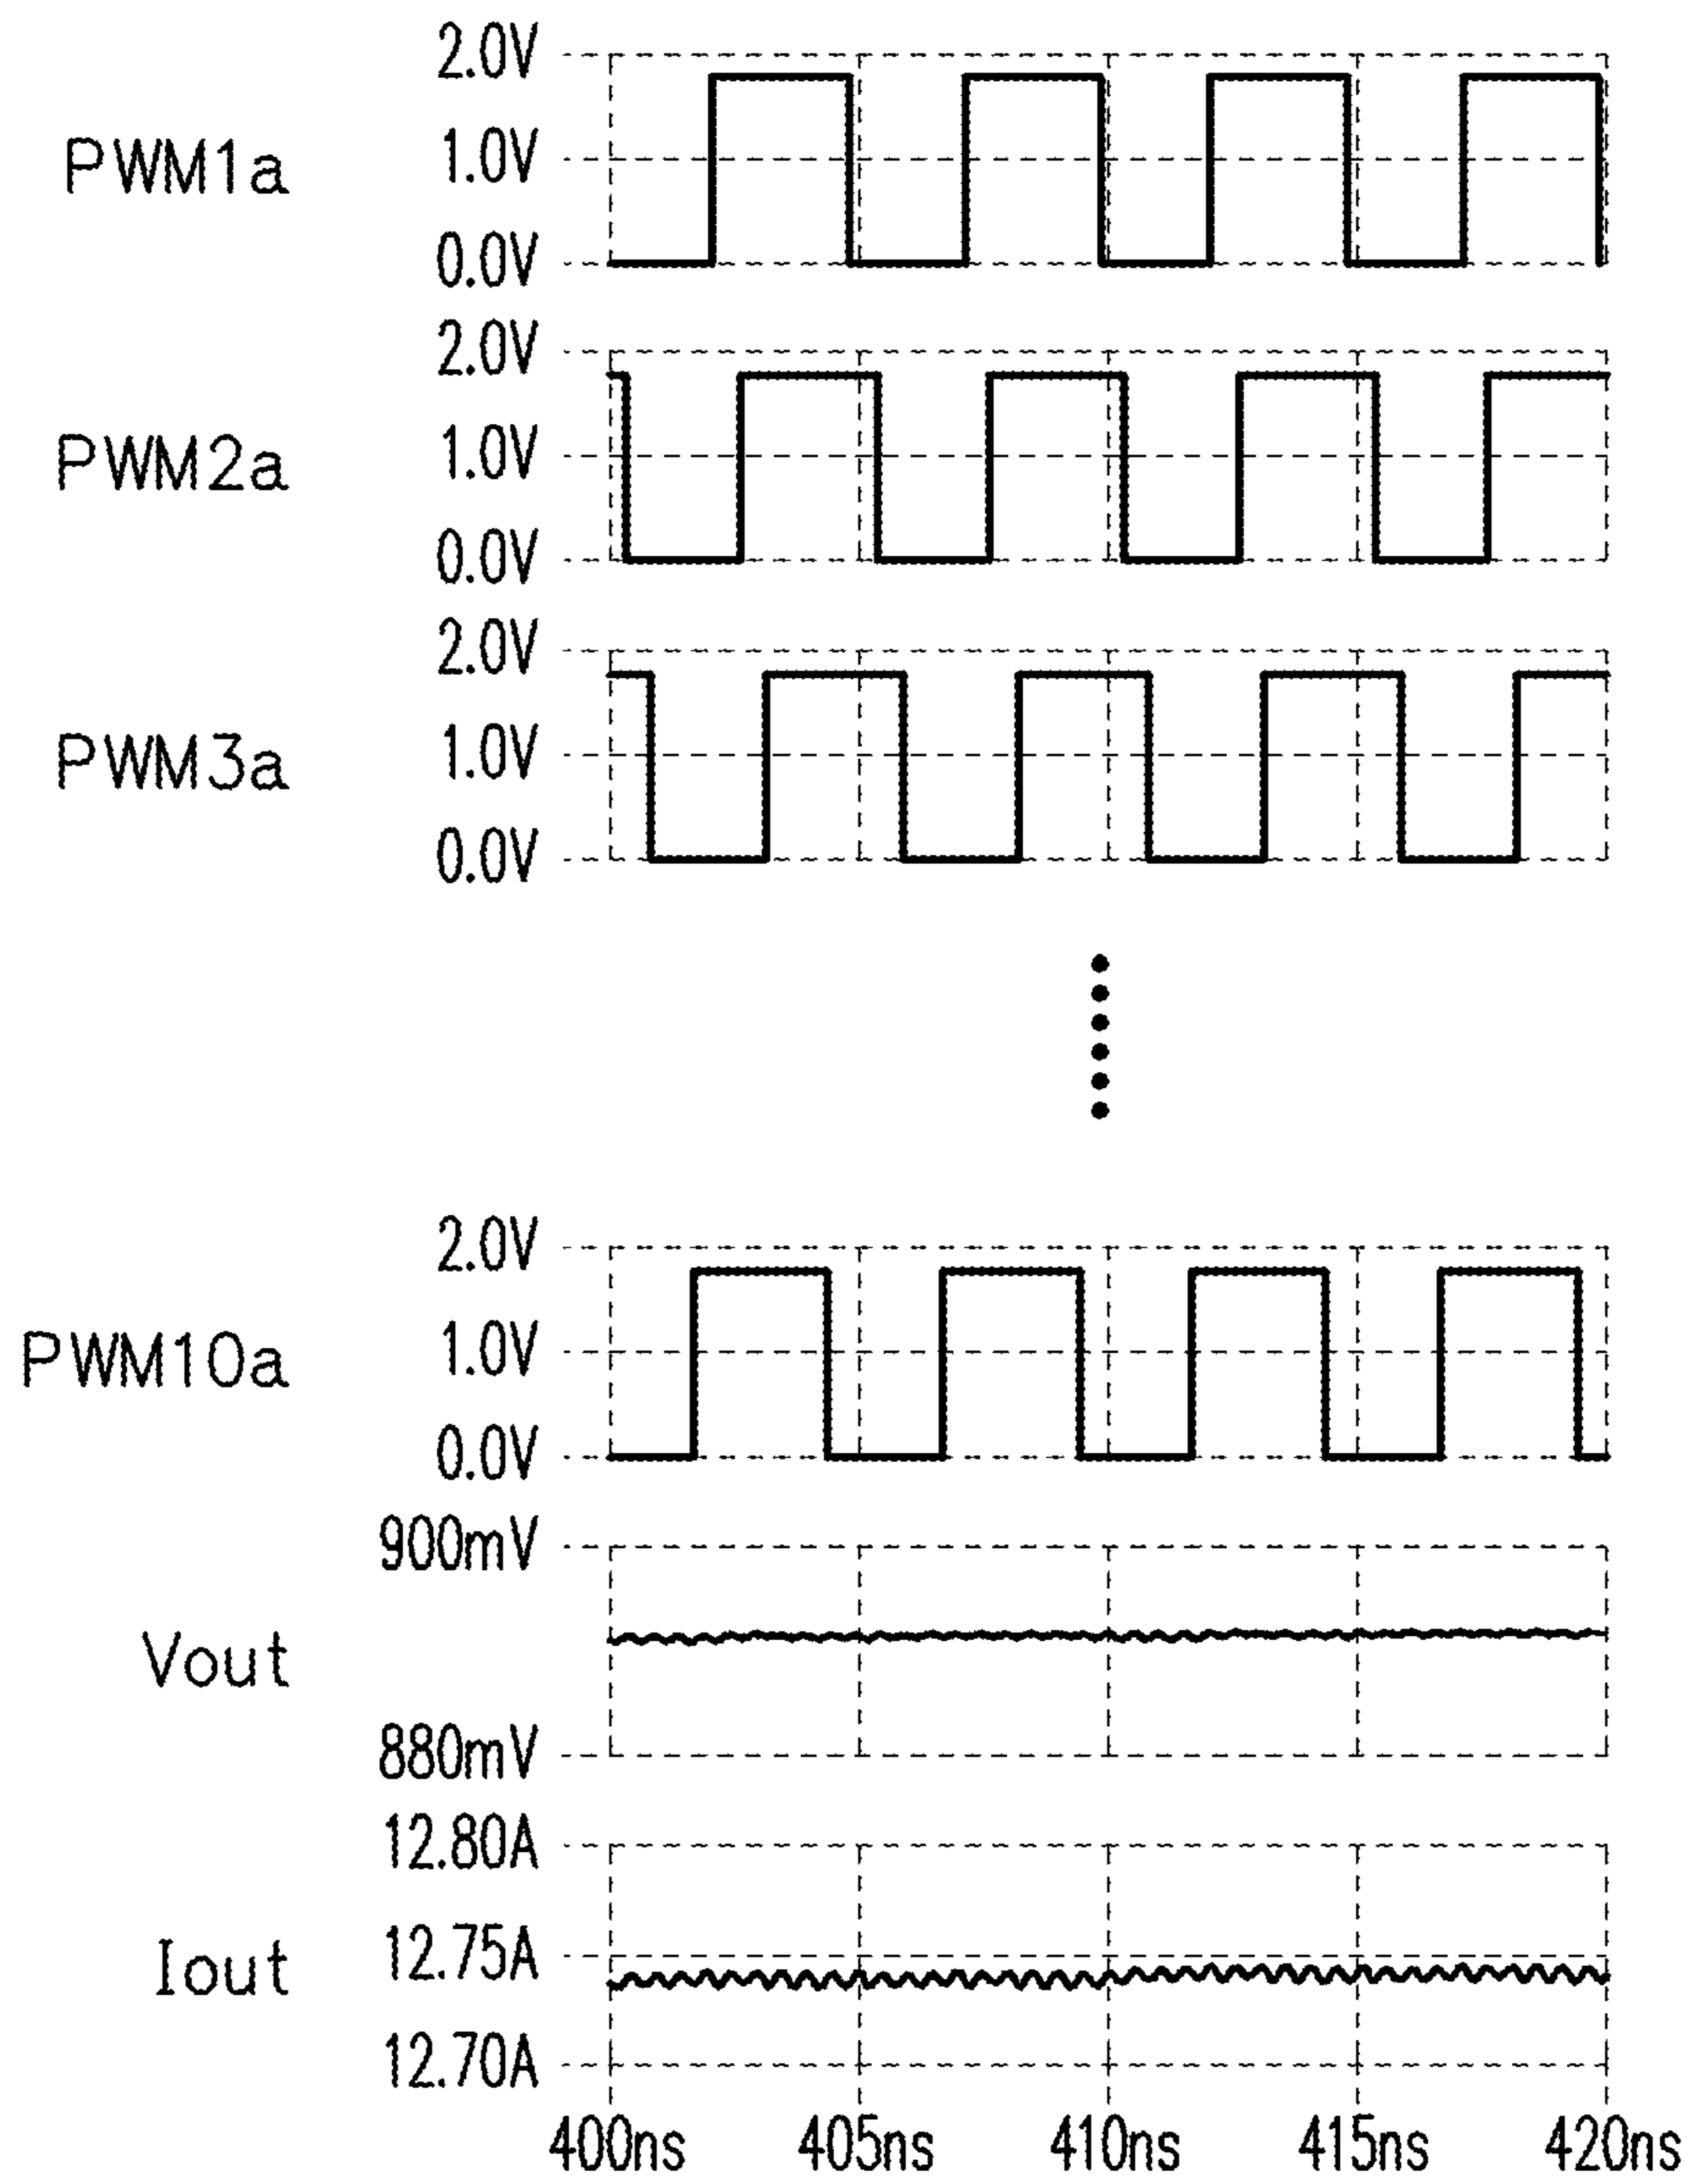 2.0V
PWM1a 1.0V
0.0V
2.0V
PWM2a 1.0V
0.0V
2.0V
PWM3a 1.0V
0.0V
2.0V
PWM10a 1.0V
0.0V
900mV
Vout
880mV
12.80A
Iout 12.75A
12.70A
400ns 405ns 410ns 415ns 420ns